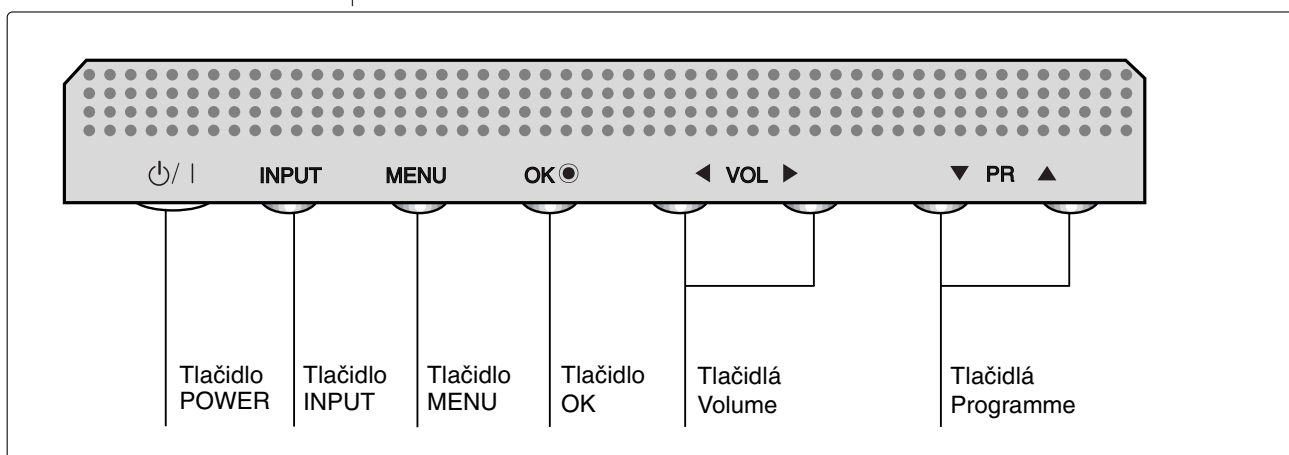 ⏻/ I INPUT MENU OK◉ ◀ VOL ▶ ▼ PR ▲
Tlačidlo
POWER
Tlačidlo
INPUT
Tlačidlo
MENU
Tlačidlo
OK
Tlačidlá
Volume
Tlačidlá
Programme